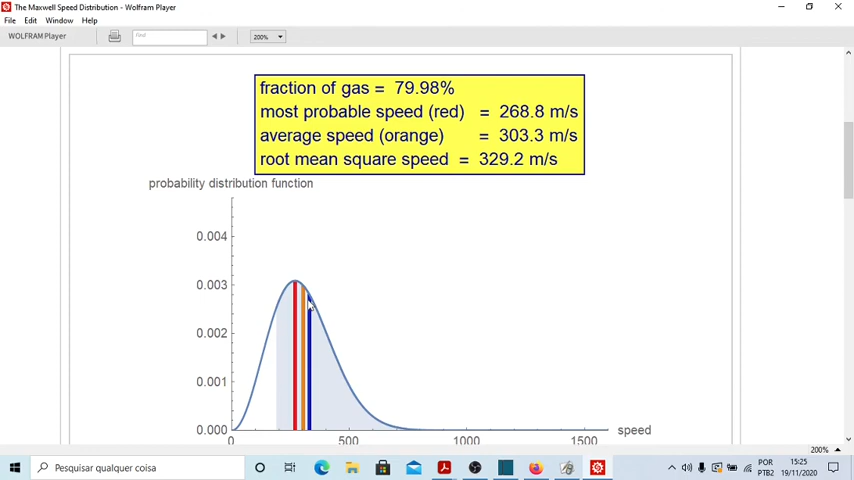 The Maxwell Speed Distribution - Wolfram Player
File Edit Window Help
WOLFRAM Player
Find
200%
fraction of gas = 79.98%
most probable speed (red) = 268.8 m/s
average speed (orange) = 303.3 m/s
root mean square speed = 329.2 m/s
probability distribution function
0.004
0.003
0.002
0.001
0.000
0 500 1000 1500
speed
200%
Pesquisar qualquer coisa
POR
PTB2
15:25
19/11/2020